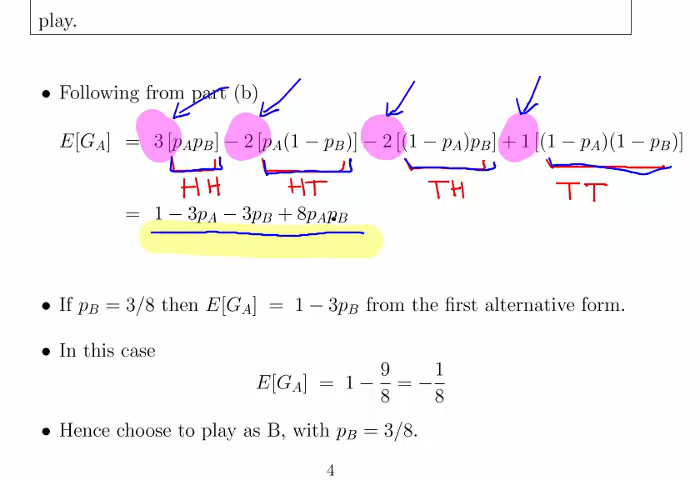 play.
• Following from part (b)
E[G_A] = 3 [p_A p_B] − 2 [p_A(1 − p_B)] − 2 [(1 − p_A)p_B] + 1 [(1 − p_A)(1 − p_B)]
HH HT TH TT
= 1 − 3p_A − 3p_B + 8p_A p_B
• If p_B = 3/8 then E[G_A] = 1 − 3p_B from the first alternative form.
• In this case
E[G_A] = 1 − 9/8 = −1/8
• Hence choose to play as B, with p_B = 3/8.
4